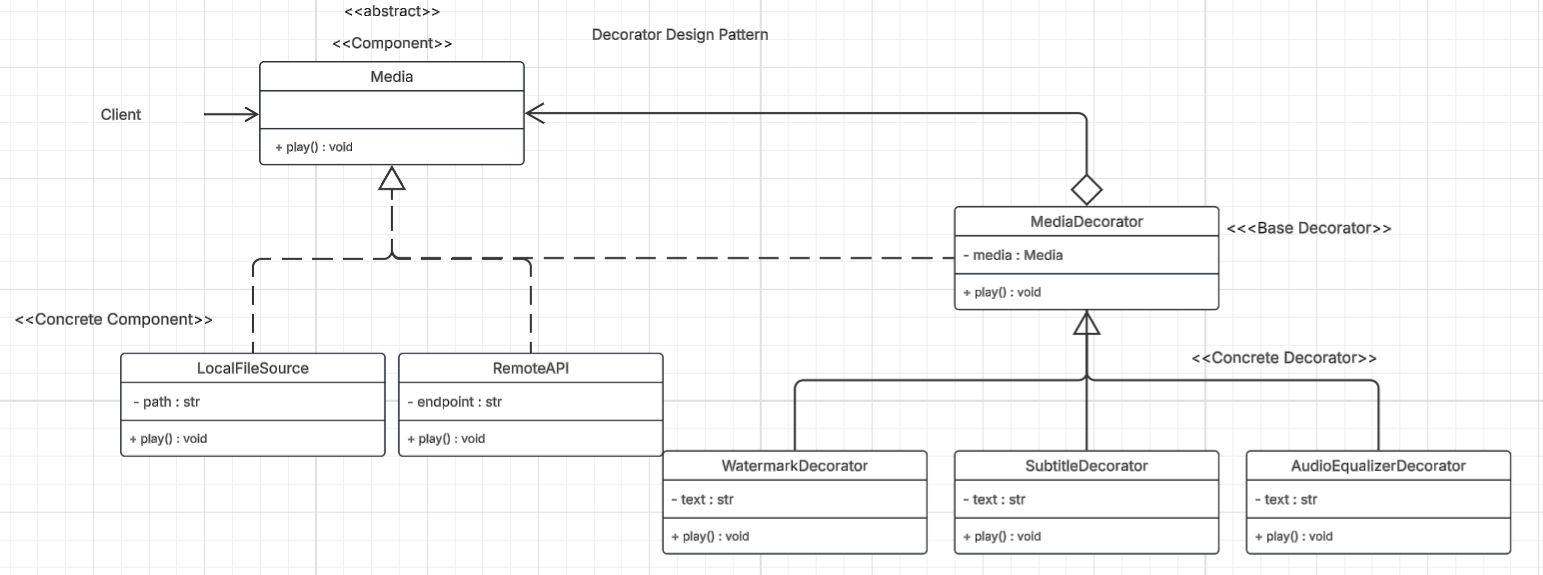 <<abstract>>
<<Component>>
Decorator Design Pattern
Media
Client
+ play() : void
MediaDecorator
<<<Base Decorator>>
- media : Media
+ play() : void
<<Concrete Component>>
LocalFileSource
- path : str
+ play() : void
RemoteAPI
- endpoint : str
+ play() : void
<<Concrete Decorator>>
WatermarkDecorator
- text : str
+ play() : void
SubtitleDecorator
- text : str
+ play() : void
AudioEqualizerDecorator
- text : str
+ play() : void